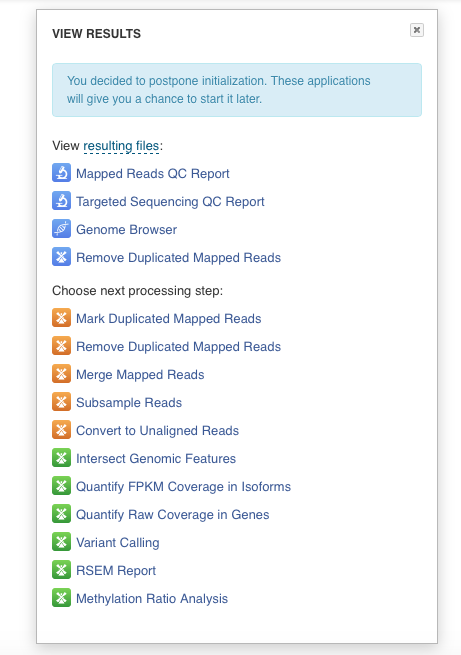 VIEW RESULTS
You decided to postpone initialization. These applications
will give you a chance to start it later.
View resulting files:
Mapped Reads QC Report
Targeted Sequencing QC Report
Genome Browser
Remove Duplicated Mapped Reads
Choose next processing step:
Mark Duplicated Mapped Reads
Remove Duplicated Mapped Reads
Merge Mapped Reads
Subsample Reads
Convert to Unaligned Reads
Intersect Genomic Features
Quantify FPKM Coverage in Isoforms
Quantify Raw Coverage in Genes
Variant Calling
RSEM Report
Methylation Ratio Analysis